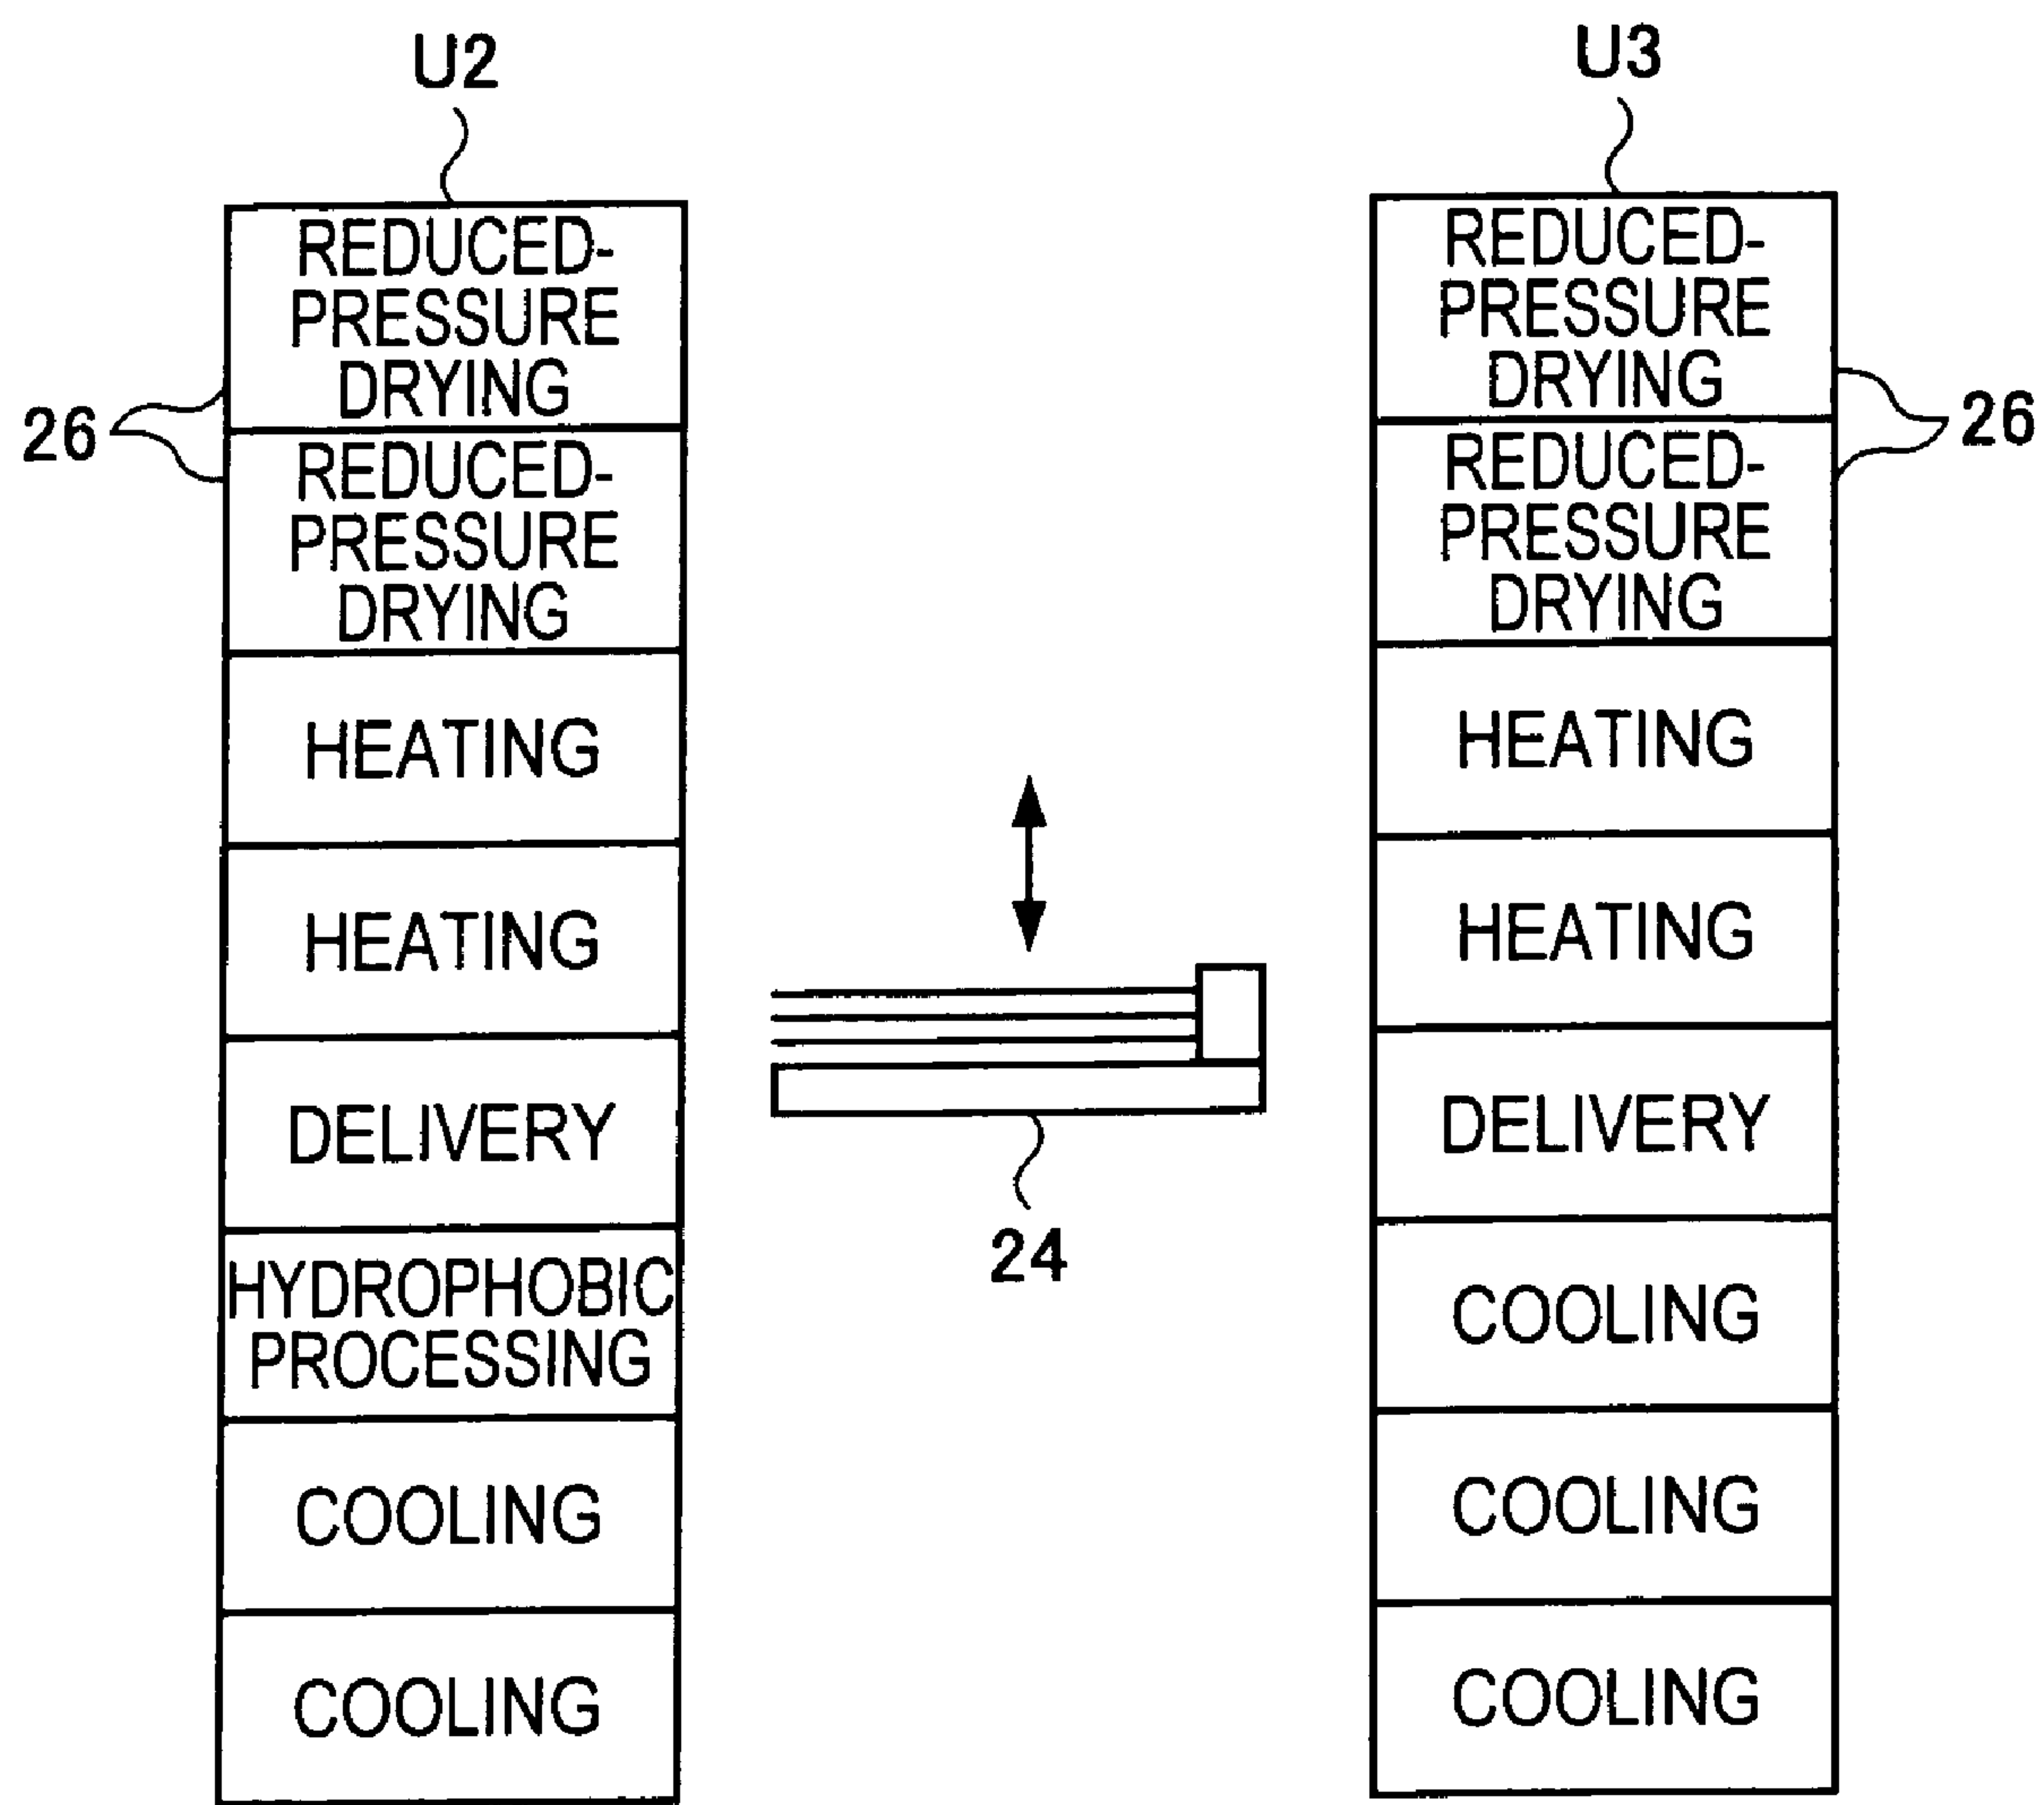 U2
REDUCED-
PRESSURE
DRYING
REDUCED-
PRESSURE
DRYING
HEATING
HEATING
DELIVERY
HYDROPHOBIC
PROCESSING
COOLING
COOLING
26
24
U3
REDUCED-
PRESSURE
DRYING
REDUCED-
PRESSURE
DRYING
HEATING
HEATING
DELIVERY
COOLING
COOLING
COOLING
26